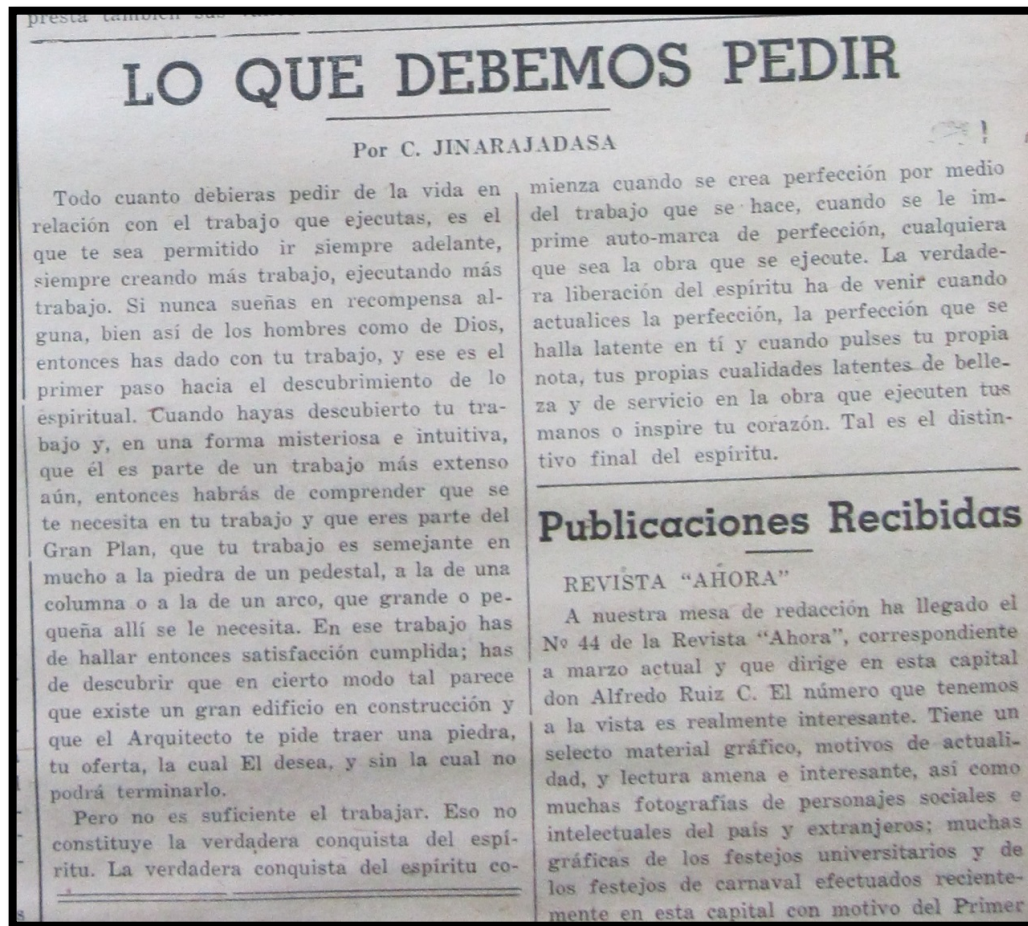 presta también sus
LO QUE DEBEMOS PEDIR
Por C. JINARAJADASA
Todo cuanto debieras pedir de la vida en
relación con el trabajo que ejecutas, es el
que te sea permitido ir siempre adelante,
siempre creando más trabajo, ejecutando más
trabajo. Si nunca sueñas en recompensa al-
guna, bien así de los hombres como de Dios,
entonces has dado con tu trabajo, y ese es el
primer paso hacia el descubrimiento de lo
espiritual. Cuando hayas descubierto tu tra-
bajo y, en una forma misteriosa e intuitiva,
que él es parte de un trabajo más extenso
aún, entonces habrás de comprender que se
te necesita en tu trabajo y que eres parte del
Gran Plan, que tu trabajo es semejante en
mucho a la piedra de un pedestal, a la de una
columna o a la de un arco, que grande o pe-
queña allí se le necesita. En ese trabajo has
de hallar entonces satisfacción cumplida; has
de descubrir que en cierto modo tal parece
que existe un gran edificio en construcción y
que el Arquitecto te pide traer una piedra,
tu oferta, la cual El desea, y sin la cual no
podrá terminarlo.
Pero no es suficiente el trabajar. Eso no
constituye la verdadera conquista del espí-
ritu. La verdadera conquista del espíritu co-
mienza cuando se crea perfección por medio
del trabajo que se hace, cuando se le im-
prime auto-marca de perfección, cualquiera
que sea la obra que se ejecute. La verdade-
ra liberación del espíritu ha de venir cuando
actualices la perfección, la perfección que se
halla latente en tí y cuando pulses tu propia
nota, tus propias cualidades latentes de belle-
za y de servicio en la obra que ejecuten tus
manos o inspire tu corazón. Tal es el distin-
tivo final del espíritu.
Publicaciones Recibidas
REVISTA "AHORA"
A nuestra mesa de redacción ha llegado el
Nº 44 de la Revista "Ahora", correspondiente
a marzo actual y que dirige en esta capital
don Alfredo Ruiz C. El número que tenemos
a la vista es realmente interesante. Tiene un
selecto material gráfico, motivos de actuali-
dad, y lectura amena e interesante, así como
muchas fotografías de personajes sociales e
intelectuales del país y extranjeros; muchas
gráficas de los festejos universitarios y de
los festejos de carnaval efectuados reciente-
mente en esta capital con motivo del Primer